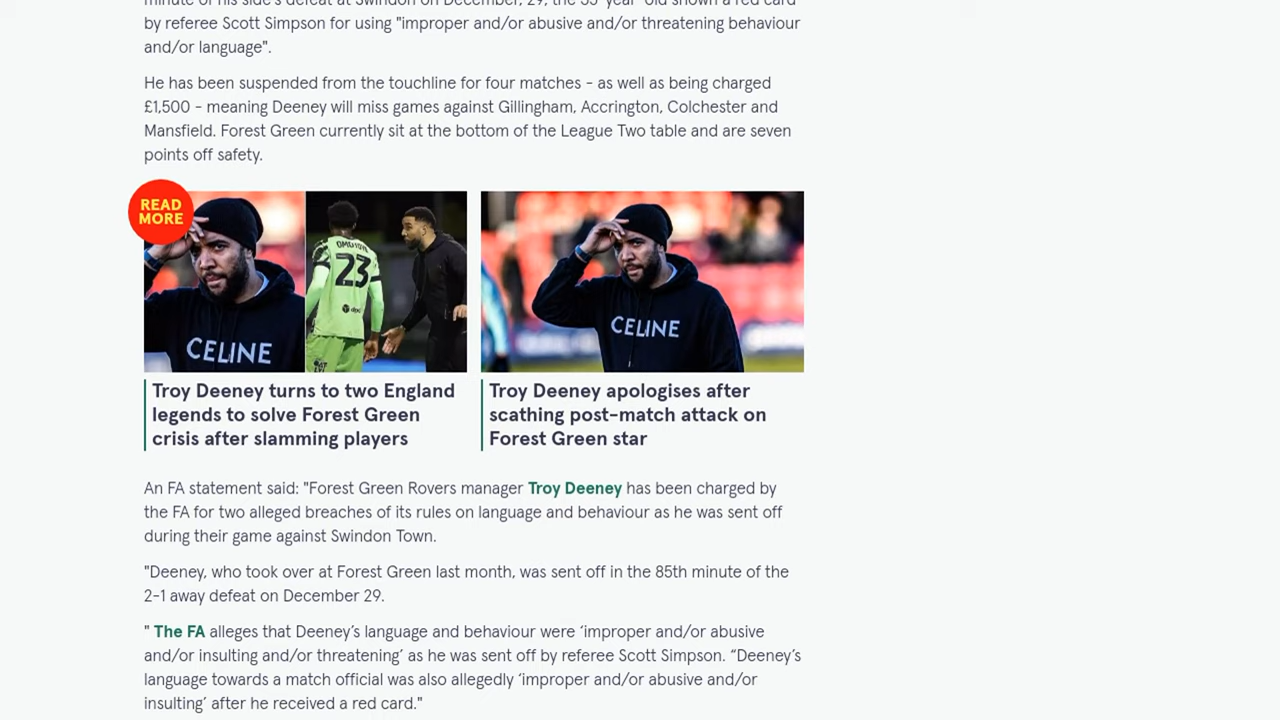 by referee Scott Simpson for using "improper and/or abusive and/or threatening behaviour
and/or language".
He has been suspended from the touchline for four matches - as well as being charged
£1,500 - meaning Deeney will miss games against Gillingham, Accrington, Colchester and
Mansfield. Forest Green currently sit at the bottom of the League Two table and are seven
points off safety.
READ
MORE
OMOTOYE
23
CELINE
CELINE
Troy Deeney turns to two England
legends to solve Forest Green
crisis after slamming players
Troy Deeney apologises after
scathing post-match attack on
Forest Green star
An FA statement said: "Forest Green Rovers manager Troy Deeney has been charged by
the FA for two alleged breaches of its rules on language and behaviour as he was sent off
during their game against Swindon Town.
"Deeney, who took over at Forest Green last month, was sent off in the 85th minute of the
2-1 away defeat on December 29.
" The FA alleges that Deeney’s language and behaviour were ‘improper and/or abusive
and/or insulting and/or threatening’ as he was sent off by referee Scott Simpson. “Deeney’s
language towards a match official was also allegedly ‘improper and/or abusive and/or
insulting’ after he received a red card."